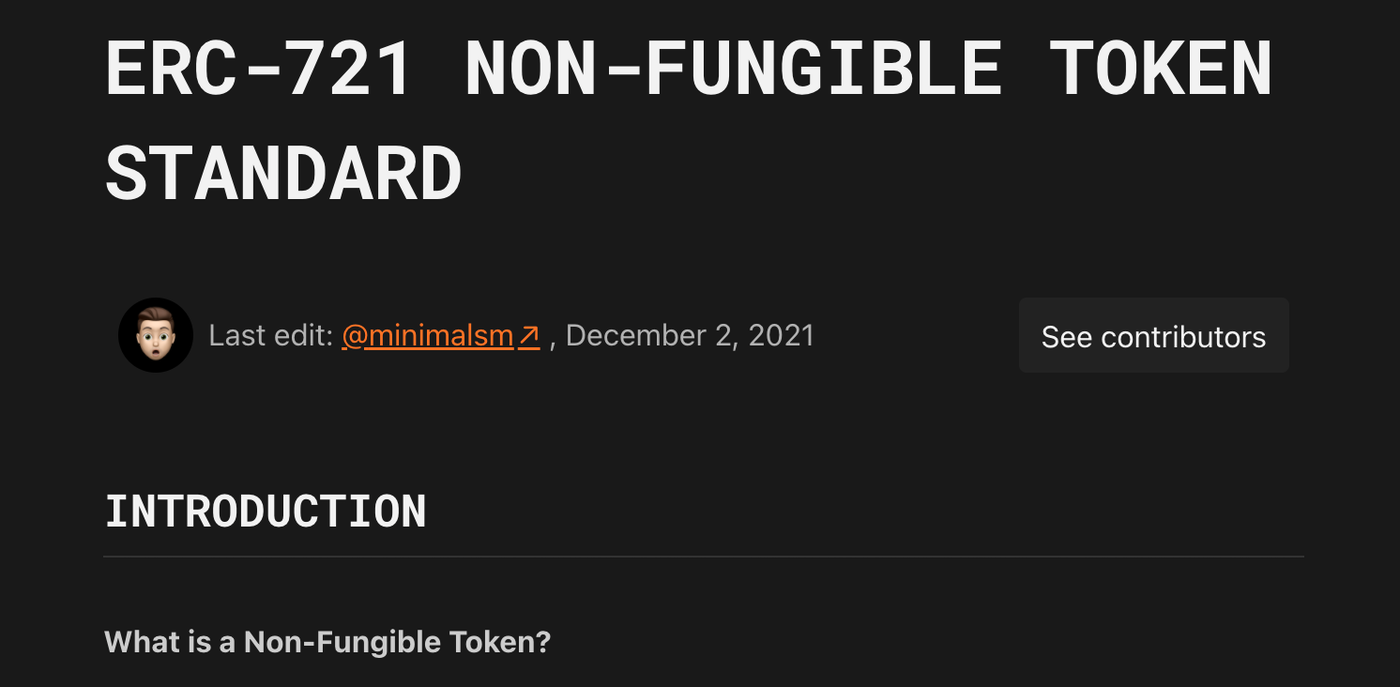 ERC-721 NON-FUNGIBLE TOKEN
STANDARD
Last edit: @minimalsm↗ , December 2, 2021
See contributors
INTRODUCTION
What is a Non-Fungible Token?